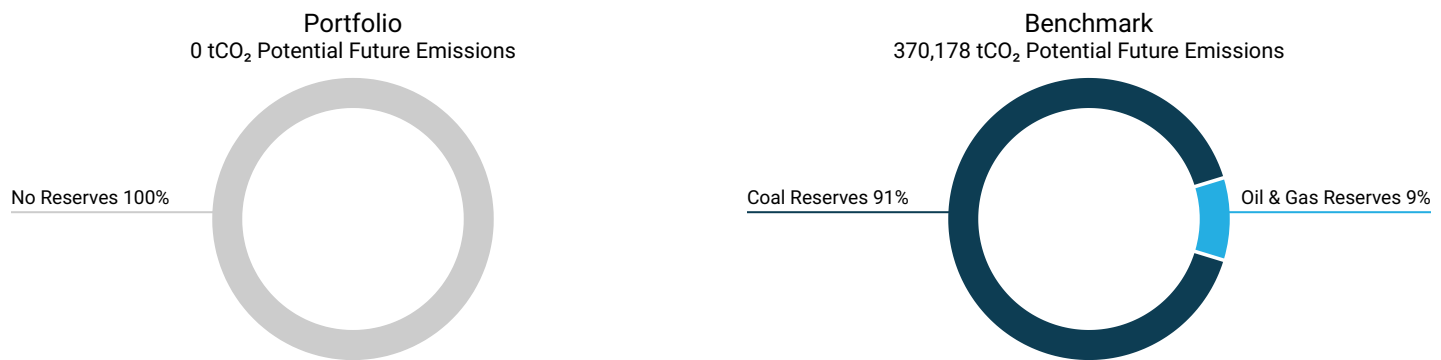 Portfolio
0 tCO₂ Potential Future Emissions
No Reserves 100%
Benchmark
370,178 tCO₂ Potential Future Emissions
Coal Reserves 91%
Oil & Gas Reserves 9%